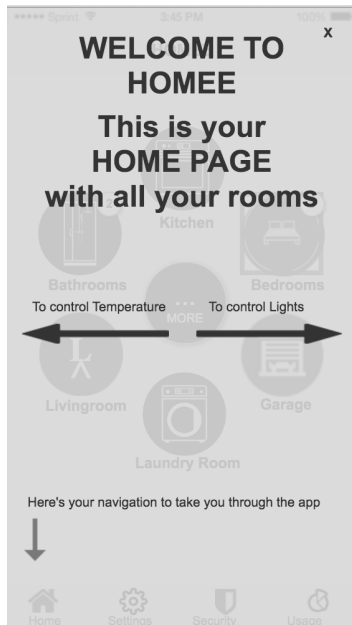 ●●●●● Sprint 3:45 PM 100%
X
WELCOME TO
HOMEE
This is your
HOME PAGE
with all your rooms
Kitchen
Bathrooms
Bedrooms
To control Temperature
To control Lights
...
MORE
Livingroom
Garage
Laundry Room
Here's your navigation to take you through the app
Home Settings Security Usage